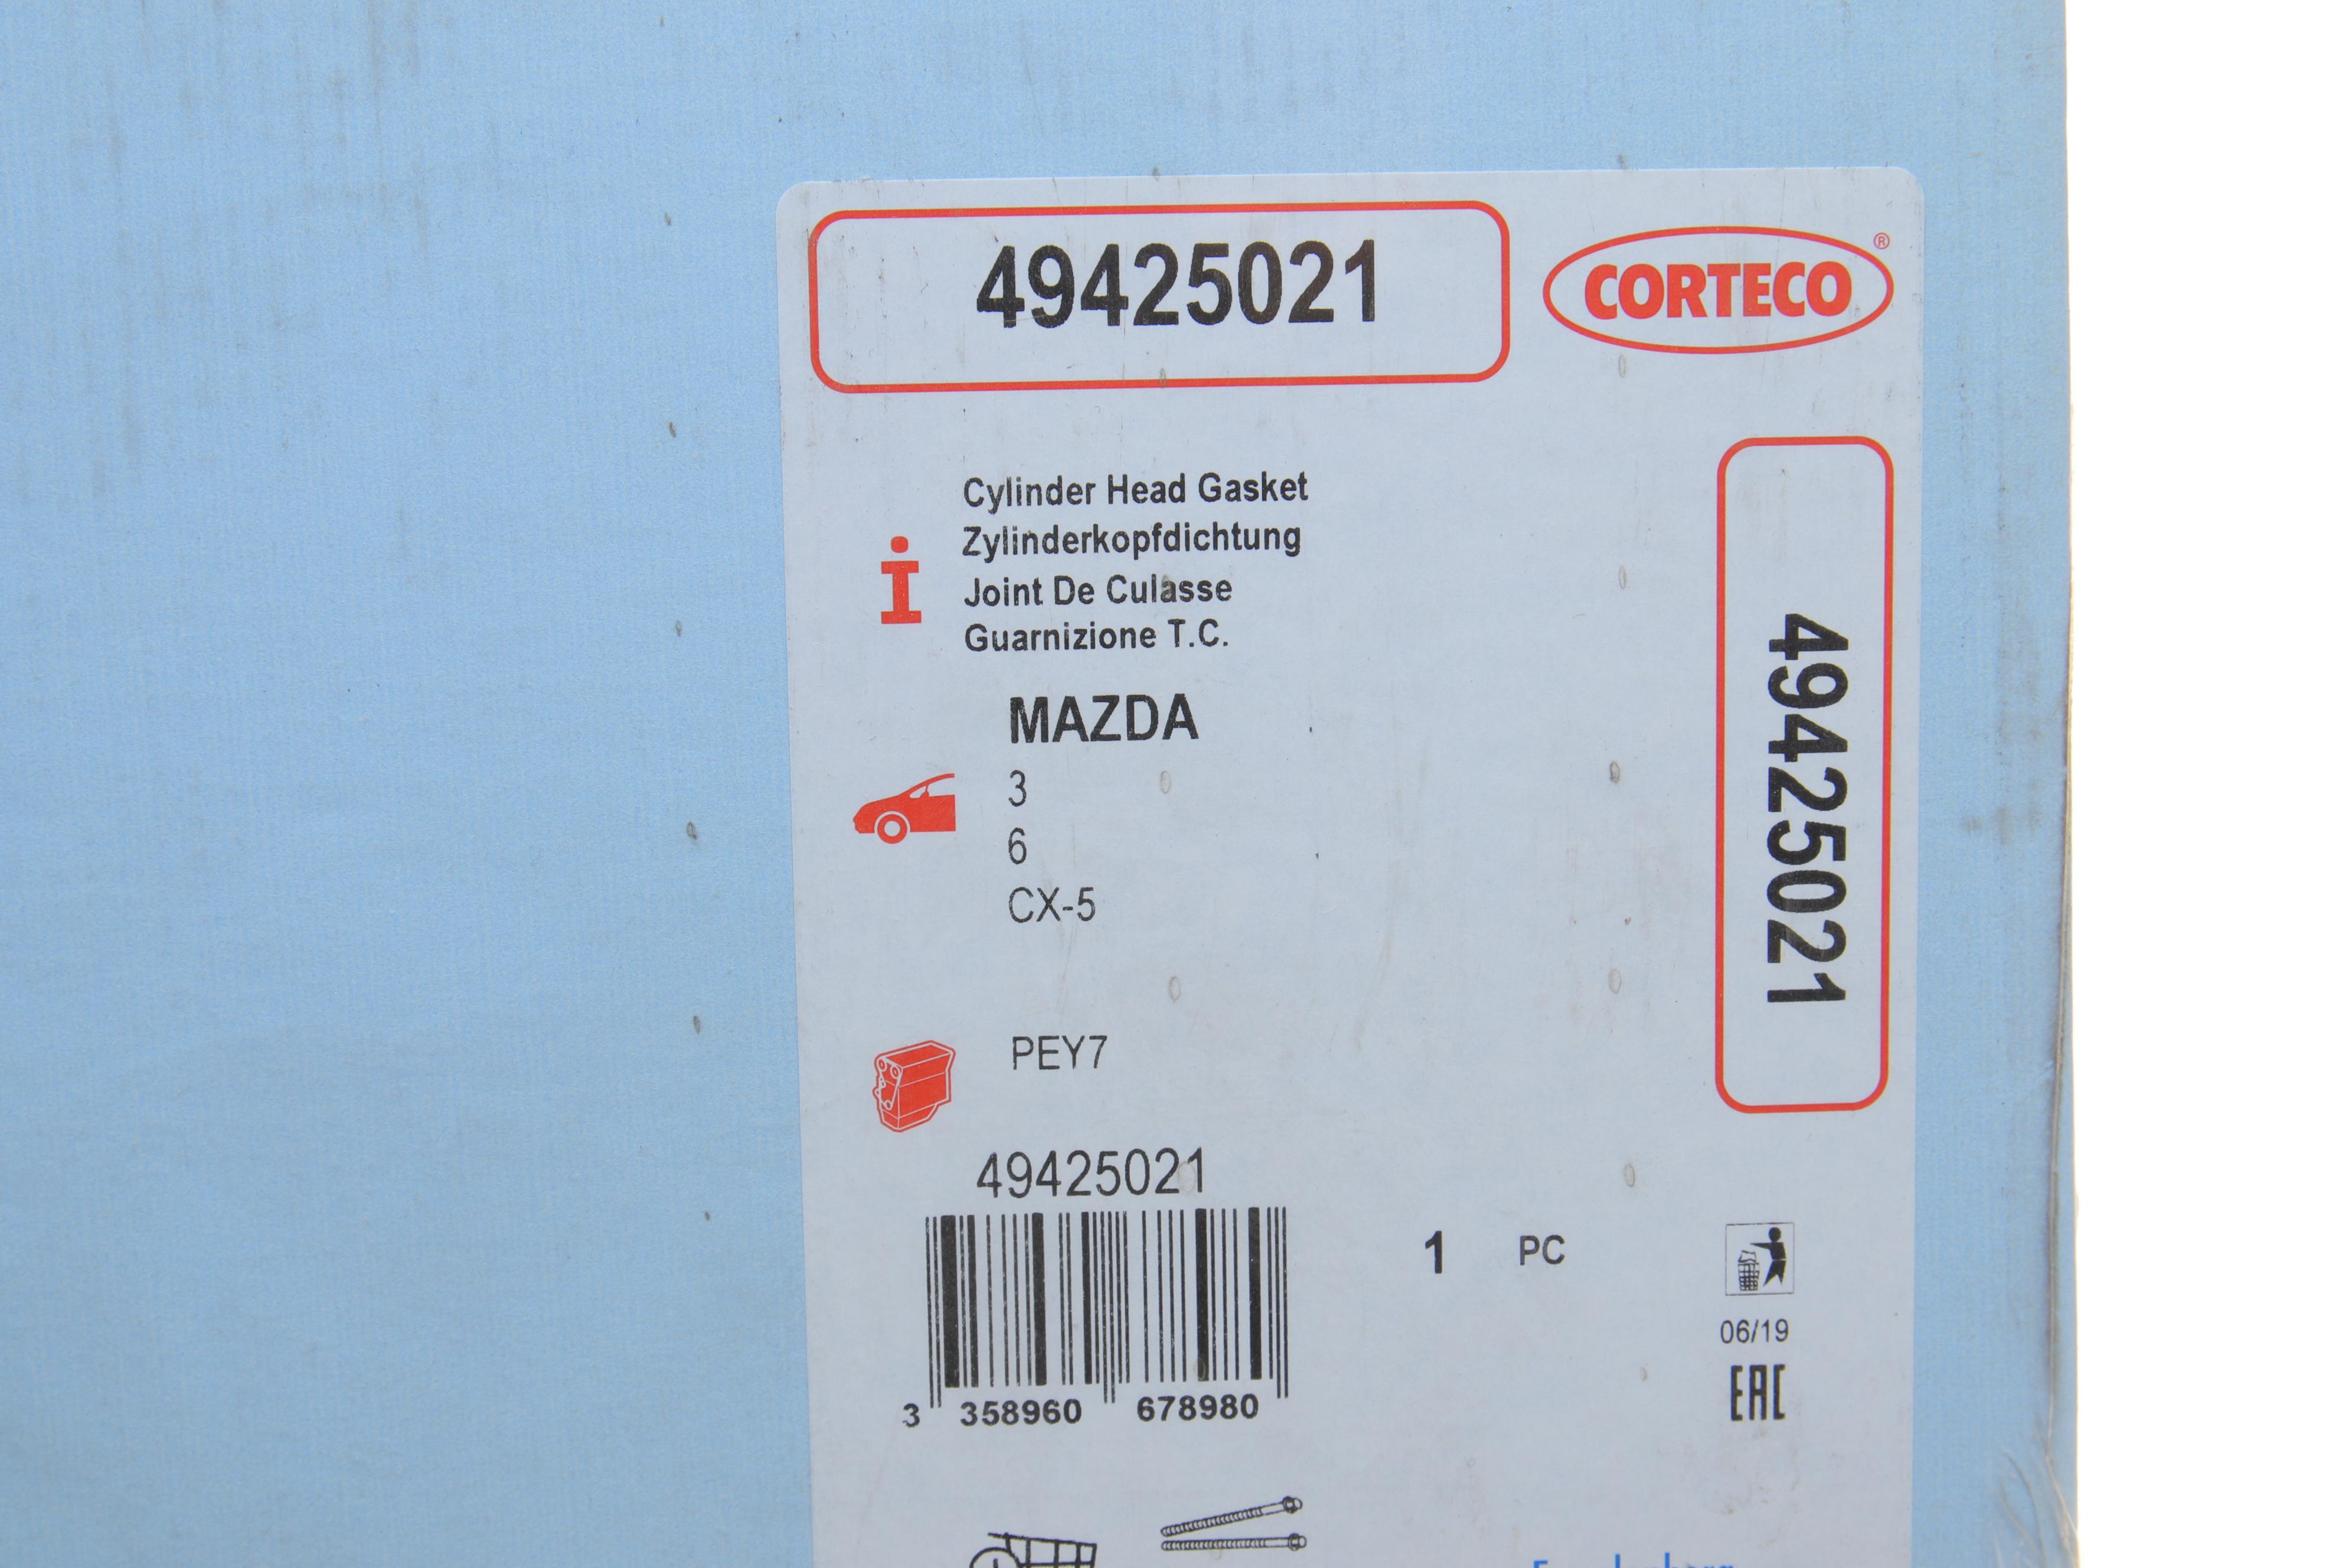 49425021
CORTECO®
Cylinder Head Gasket
Zylinderkopfdichtung
Joint De Culasse
Guarnizione T.C.
49425021
MAZDA
3
6
CX-5
PEY7
49425021
1 PC
3 358960 678980
06/19
EAC